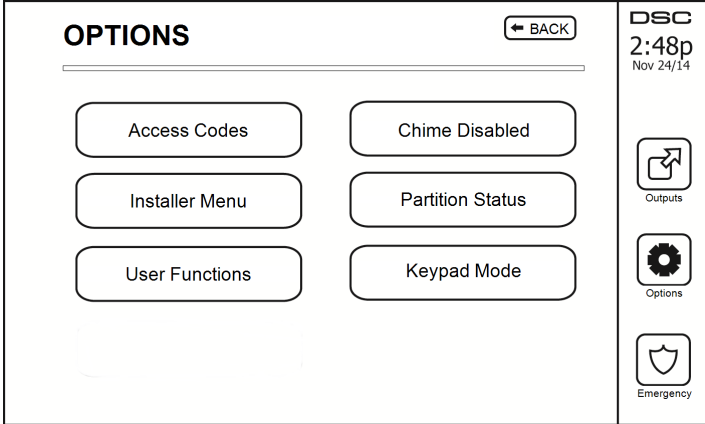 OPTIONS
BACK
Access Codes
Chime Disabled
Installer Menu
Partition Status
User Functions
Keypad Mode
DSC
2:48p
Nov 24/14
Outputs
Options
Emergency